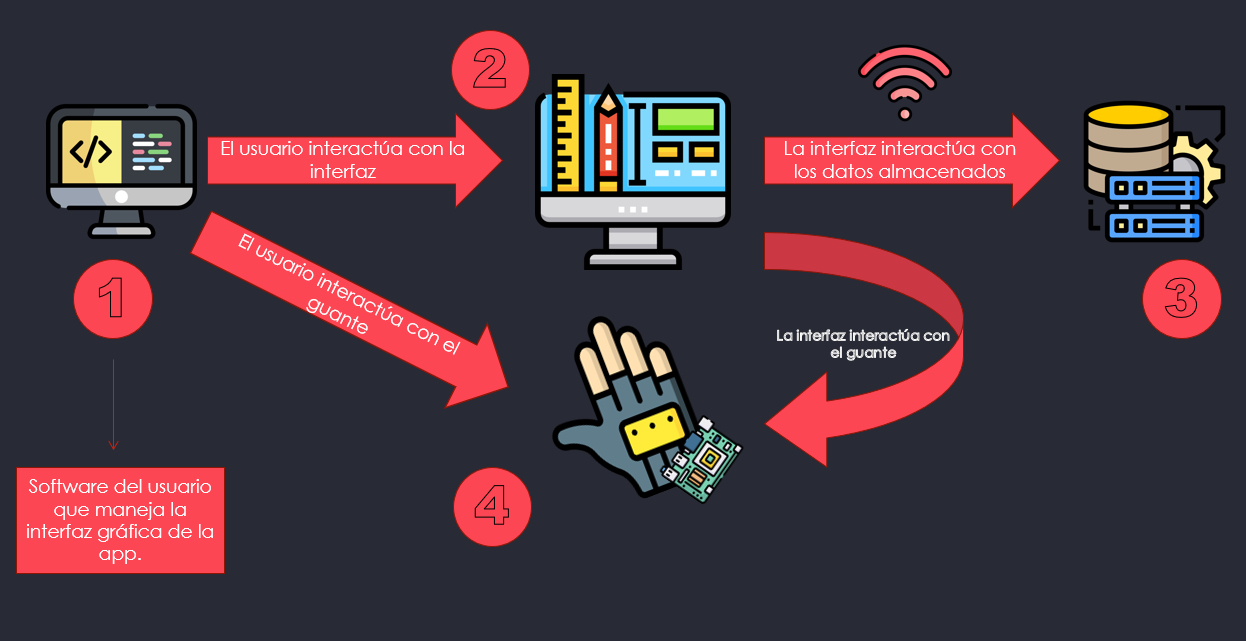 2
El usuario interactúa con la
interfaz
La interfaz interactúa con
los datos almacenados
El usuario interactúa con el
guante
1
3
La interfaz interactúa con
el guante
4
Software del usuario
que maneja la
interfaz gráfica de la
app.